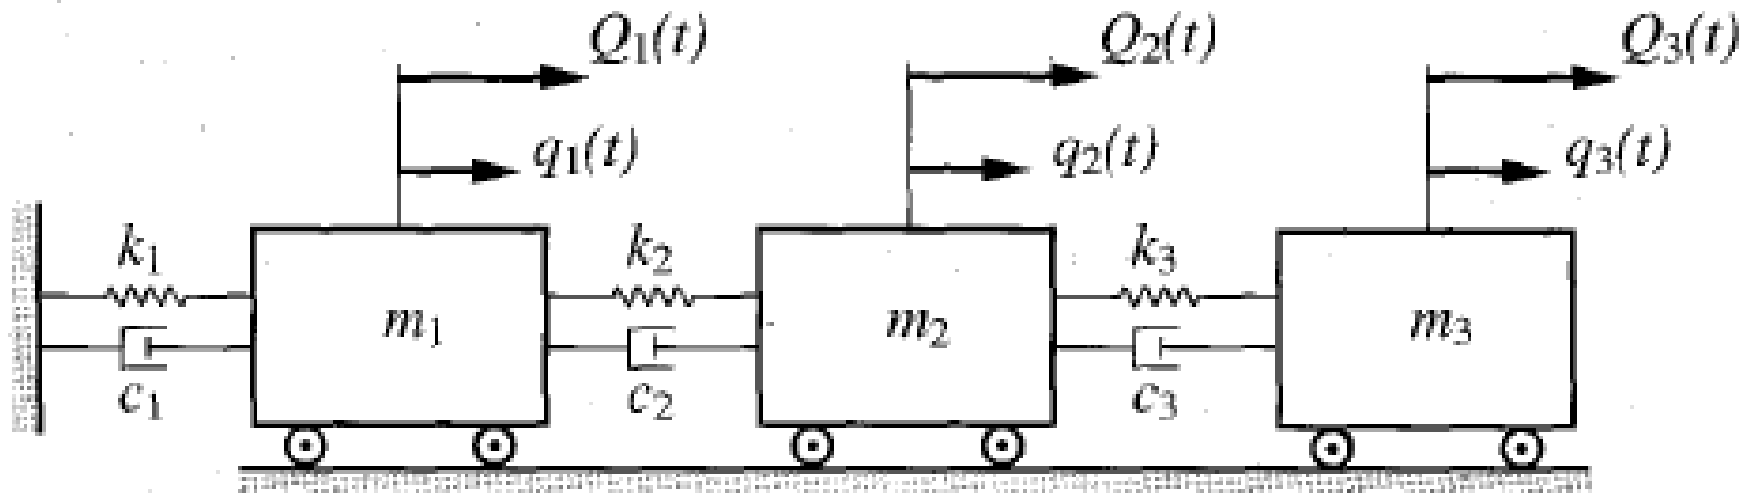 Q₁(t) Q₂(t) Q₃(t)
q₁(t) q₂(t) q₃(t)
k₁ k₂ k₃
m₁ m₂ m₃
c₁ c₂ c₃